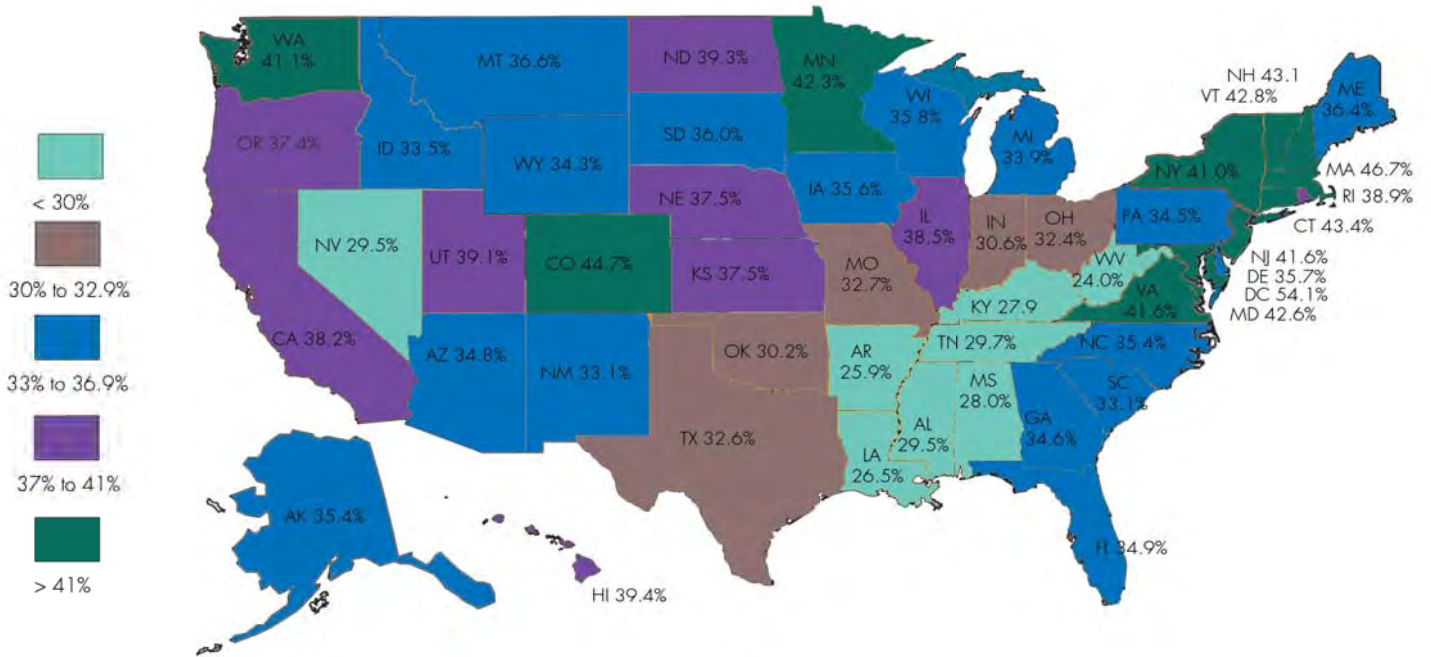 < 30%
30% to 32.9%
33% to 36.9%
37% to 41%
> 41%
WA
41.1%
MT 36.6%
ND 39.3%
MN
42.3%
NH 43.1
VT 42.8%
ME
36.4%
OR 37.4%
ID 33.5%
WY 34.3%
SD 36.0%
WI
35.8%
MI
33.9%
NY 41.0%
MA 46.7%
RI 38.9%
CT 43.4%
NV 29.5%
UT 39.1%
CO 44.7%
NE 37.5%
KS 37.5%
IA 35.6%
IL
38.5%
IN
30.6%
OH
32.4%
PA 34.5%
NJ 41.6%
DE 35.7%
DC 54.1%
MD 42.6%
MO
32.7%
WV
24.0%
VA
41.6%
KY 27.9
CA 38.2%
AZ 34.8%
NM 33.1%
OK 30.2%
AR
25.9%
TN 29.7%
NC 35.4%
MS
28.0%
SC
33.1%
TX 32.6%
LA
26.5%
AL
29.5%
GA
34.6%
AK 35.4%
HI 39.4%
FL 34.9%